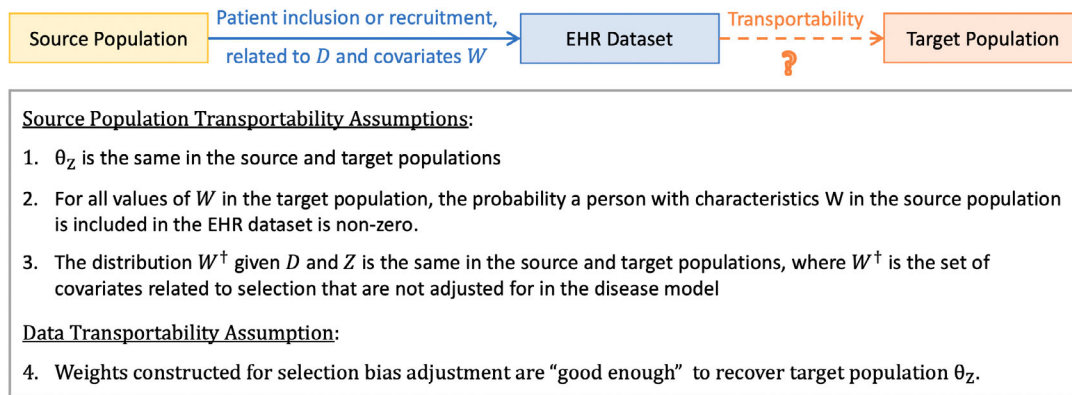 Source Population
Patient inclusion or recruitment,
related to D and covariates W
EHR Dataset
Transportability
?
Target Population
Source Population Transportability Assumptions:
1. θ_Z is the same in the source and target populations
2. For all values of W in the target population, the probability a person with characteristics W in the source population
is included in the EHR dataset is non-zero.
3. The distribution W† given D and Z is the same in the source and target populations, where W† is the set of
covariates related to selection that are not adjusted for in the disease model
Data Transportability Assumption:
4. Weights constructed for selection bias adjustment are “good enough” to recover target population θ_Z.